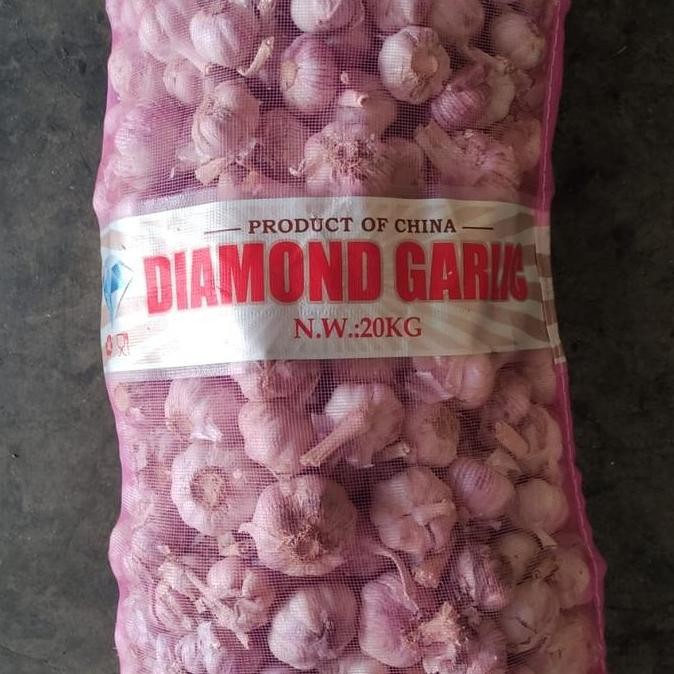 PRODUCT OF CHINA
DIAMOND GARLIC
N.W.:20KG